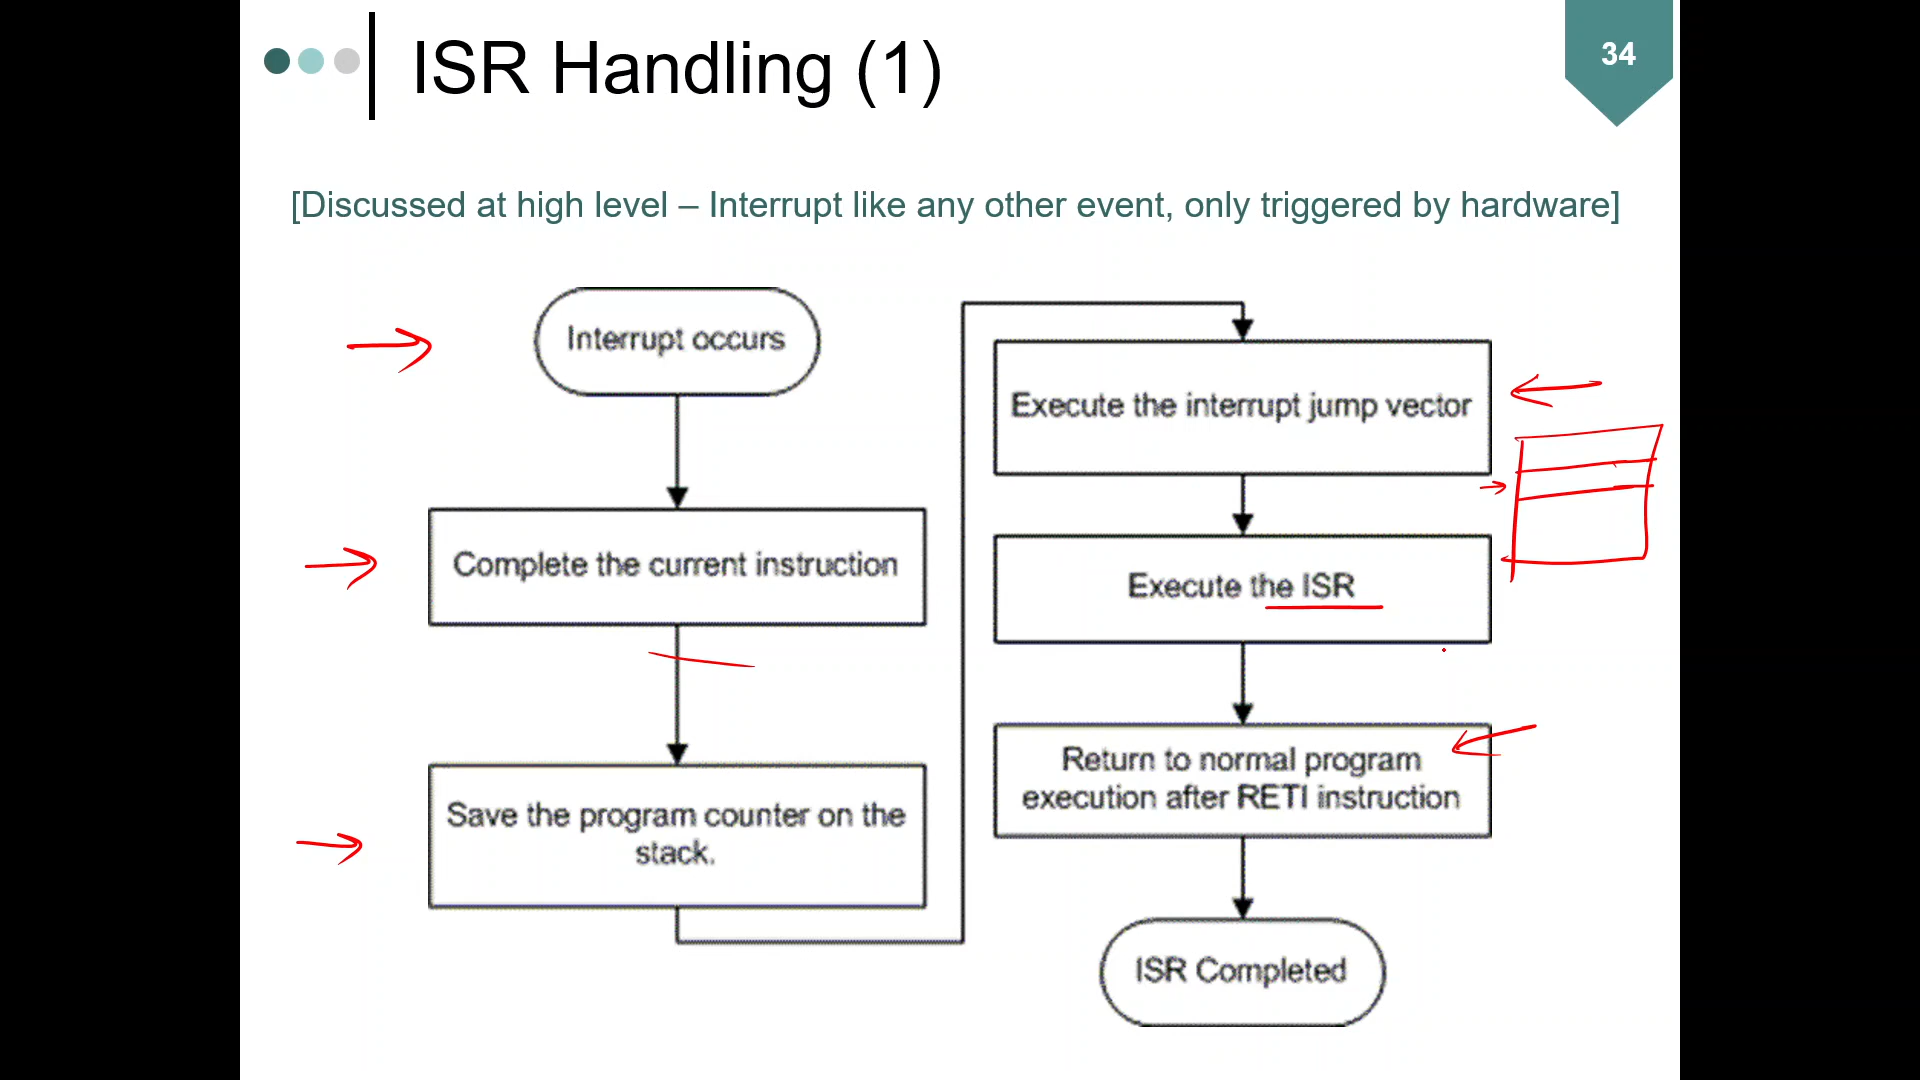 ISR Handling (1)
34
[Discussed at high level – Interrupt like any other event, only triggered by hardware]
Interrupt occurs
Complete the current instruction
Save the program counter on the
stack.
Execute the interrupt jump vector
Execute the ISR
Return to normal program
execution after RETI instruction
ISR Completed